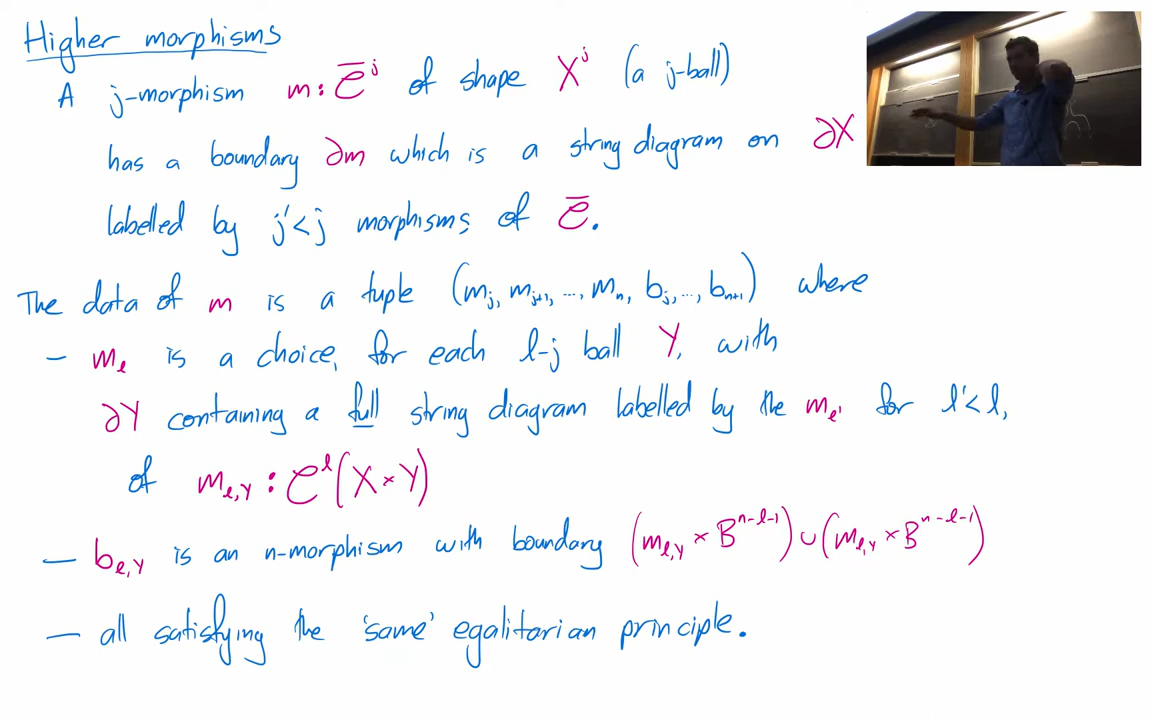 Higher morphisms
A j-morphism m: C̄^j of shape X^j (a j-ball)
has a boundary ∂m which is a string diagram on ∂X
labelled by j'<j morphisms of C̄.
The data of m is a tuple (m_j, m_{j+1}, ..., m_n, b_j, ..., b_{n+1}) where
– m_l is a choice, for each l-j ball Y, with
∂Y containing a full string diagram labelled by the m_{l'} for l'<l,
of m_{l,Y} : C^l(X × Y)
– b_{l,Y} is an n-morphism with boundary (m_{l,Y} × B^{n-l-1}) ∪ (m_{l,Y} × B^{n-l-1})
– all satisfying the 'same' egalitarian principle.